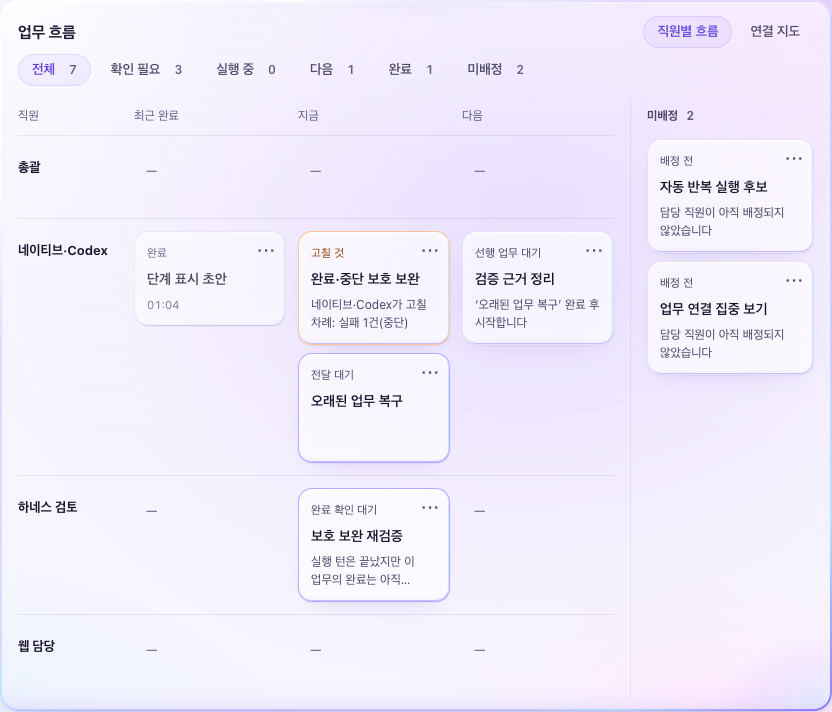 업무 흐름
직원별 흐름
연결 지도
전체 7
확인 필요 3
실행 중 0
다음 1
완료 1
미배정 2
직원
최근 완료
지금
다음
총괄
—
—
—
네이티브·Codex
완료
···
단계 표시 초안
01:04
고칠 것
···
완료·중단 보호 보완
네이티브·Codex가 고칠
차례: 실패 1건(중단)
전달 대기
···
오래된 업무 복구
선행 업무 대기
···
검증 근거 정리
‘오래된 업무 복구’ 완료 후
시작합니다
하네스 검토
—
완료 확인 대기
···
보호 보완 재검증
실행 턴은 끝났지만 이
업무의 완료는 아직...
—
웹 담당
—
—
—
미배정 2
배정 전
···
자동 반복 실행 후보
담당 직원이 아직 배정되지
않았습니다
배정 전
···
업무 연결 집중 보기
담당 직원이 아직 배정되지
않았습니다